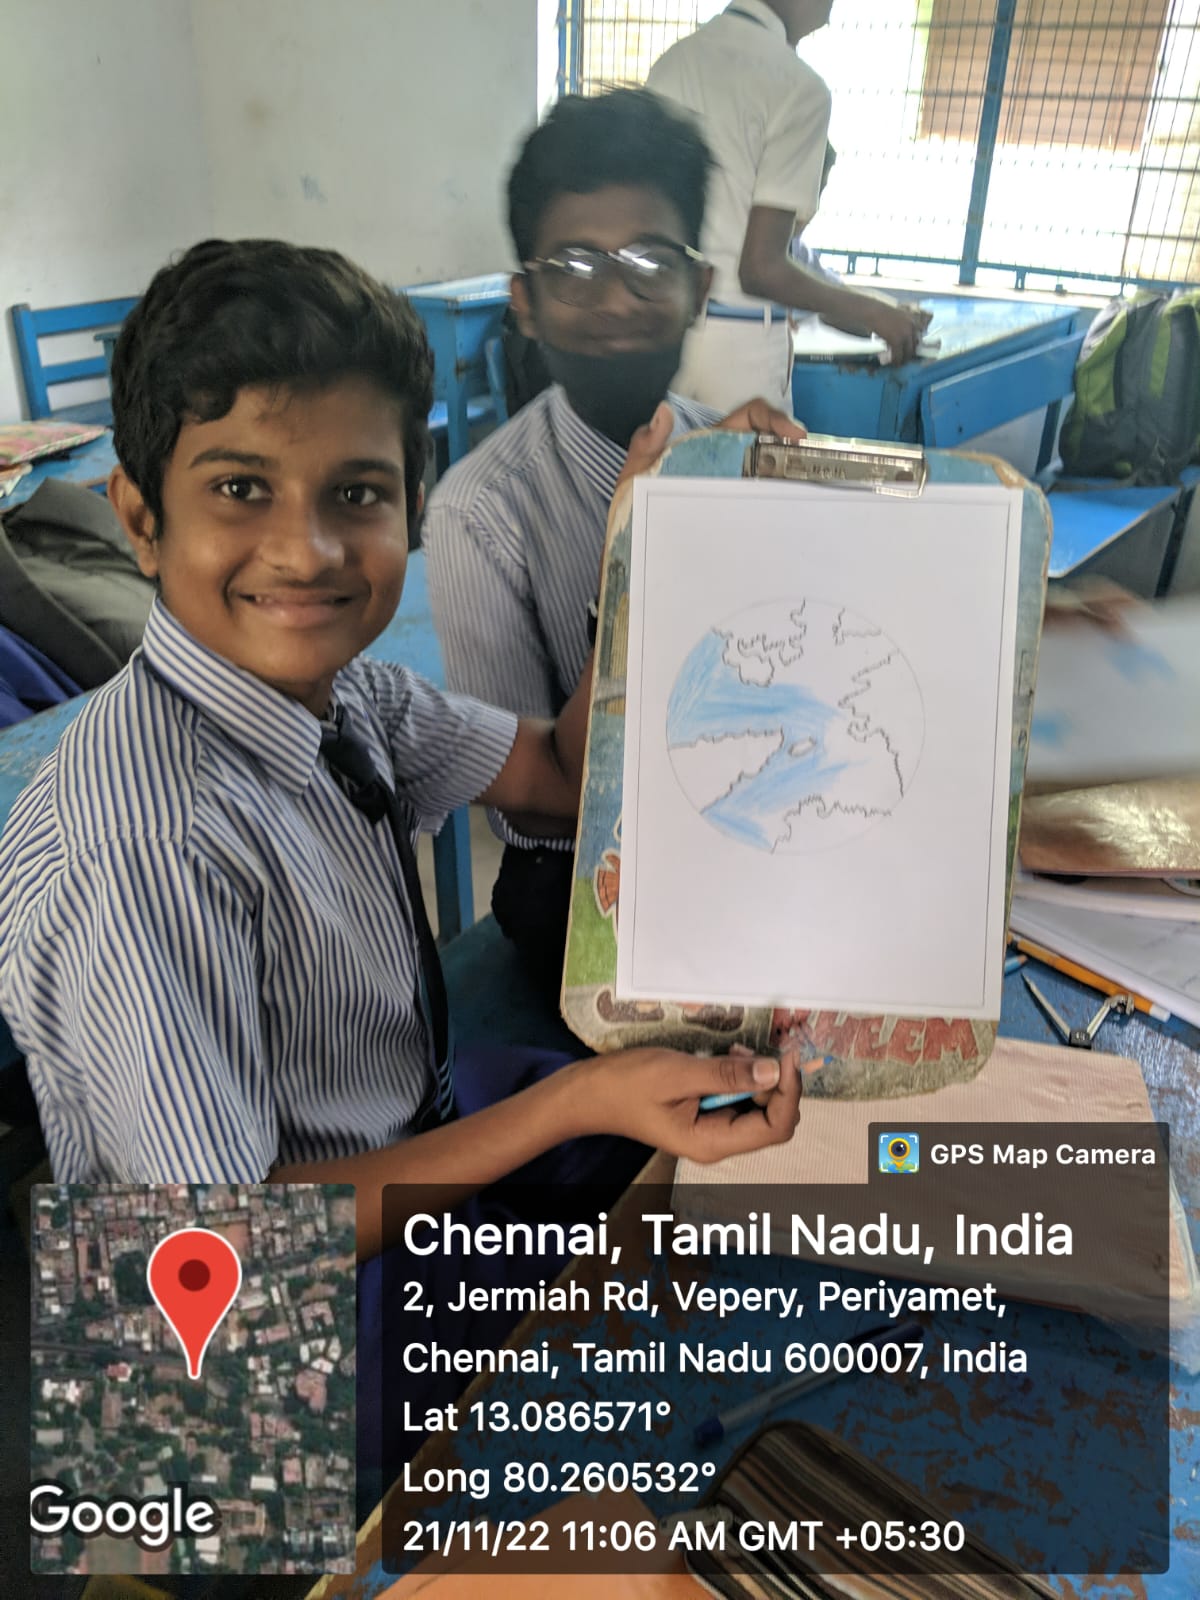 HEEM
GPS Map Camera
Chennai, Tamil Nadu, India
2, Jermiah Rd, Vepery, Periyamet,
Chennai, Tamil Nadu 600007, India
Lat 13.086571°
Long 80.260532°
21/11/22 11:06 AM GMT +05:30
Google